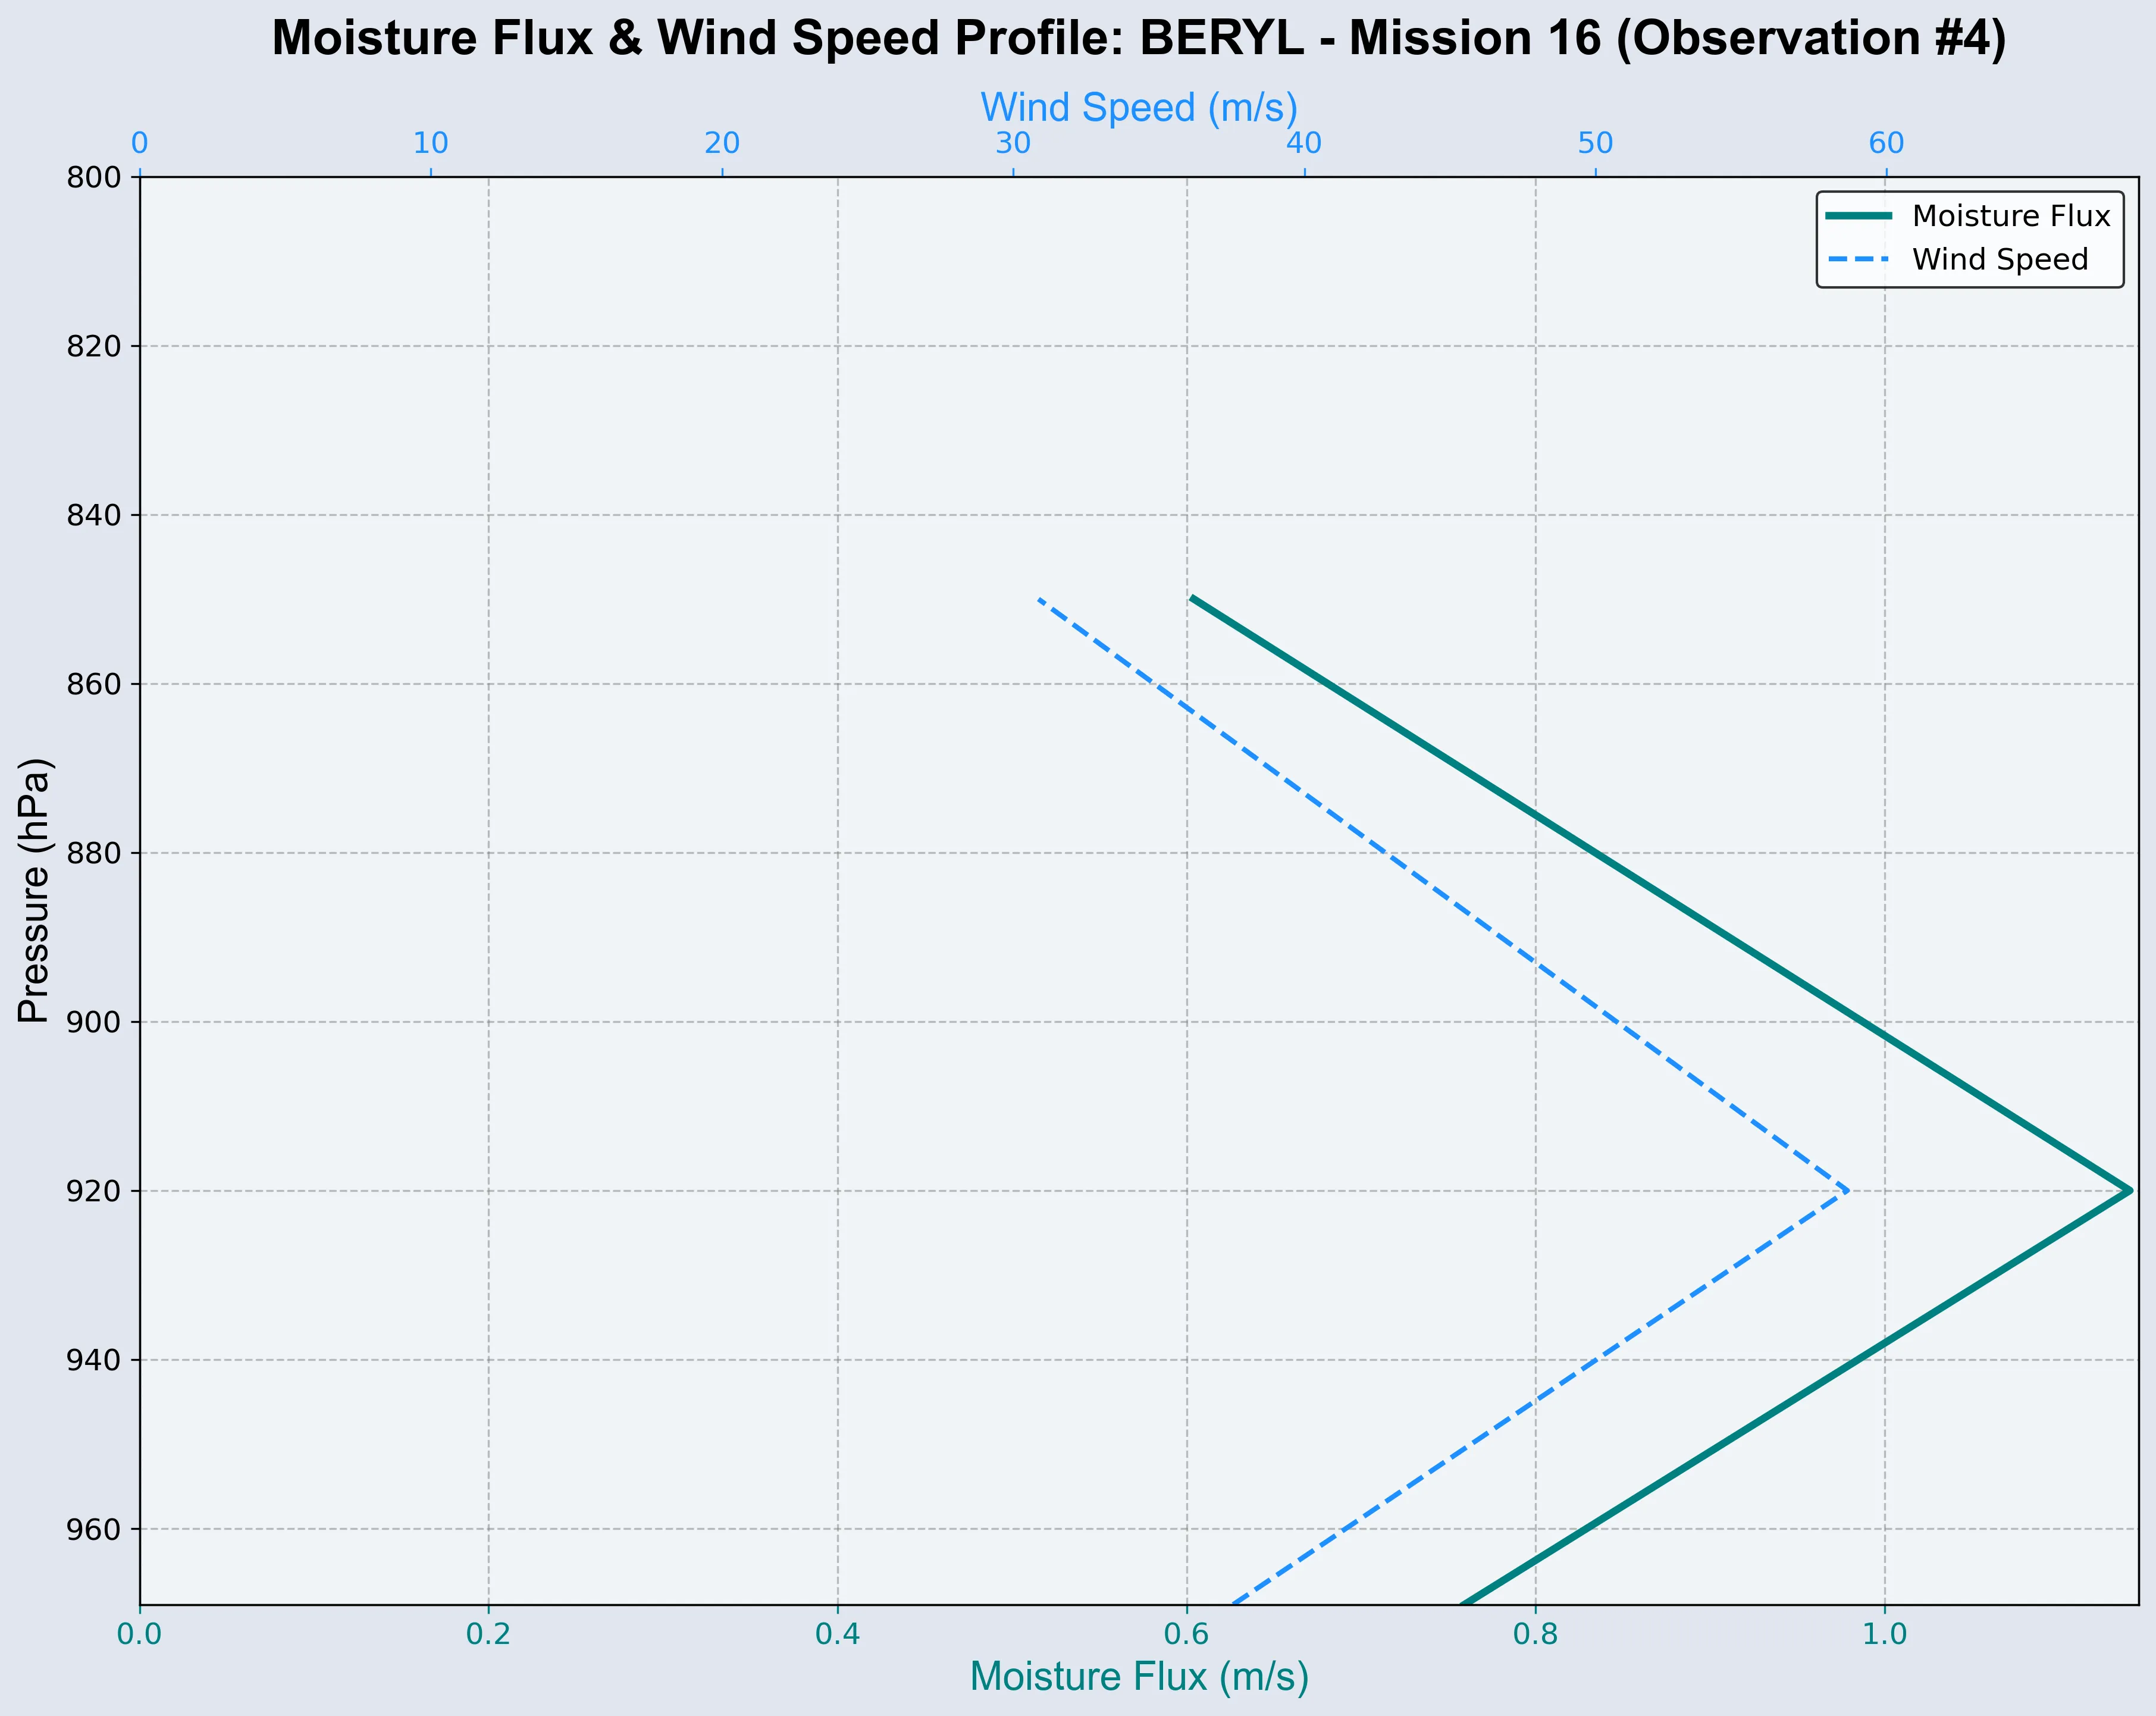 Moisture Flux & Wind Speed Profile: BERYL - Mission 16 (Observation #4)
Wind Speed (m/s)
0 10 20 30 40 50 60
Moisture Flux
Wind Speed
Pressure (hPa)
800
820
840
860
880
900
920
940
960
0.0 0.2 0.4 0.6 0.8 1.0
Moisture Flux (m/s)